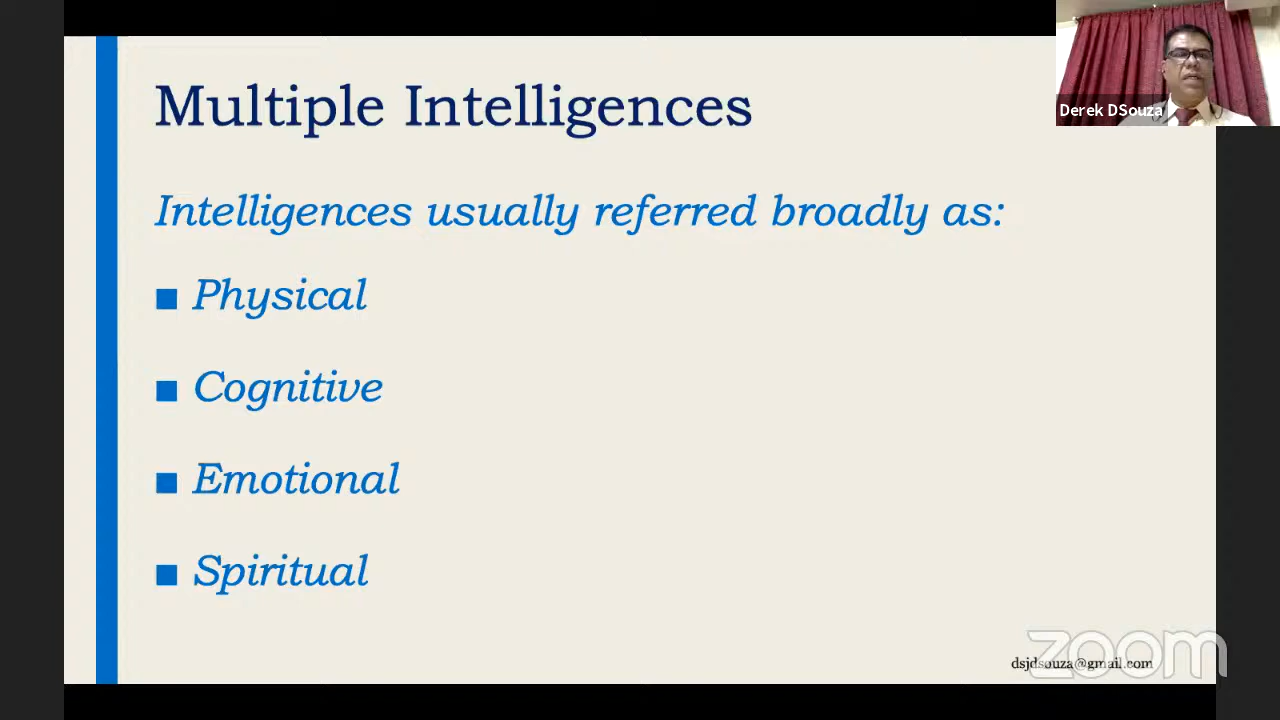 Multiple Intelligences
Derek DSouza
Intelligences usually referred broadly as:
Physical
Cognitive
Emotional
Spiritual
dsjdsouza@gmail.com
zoom